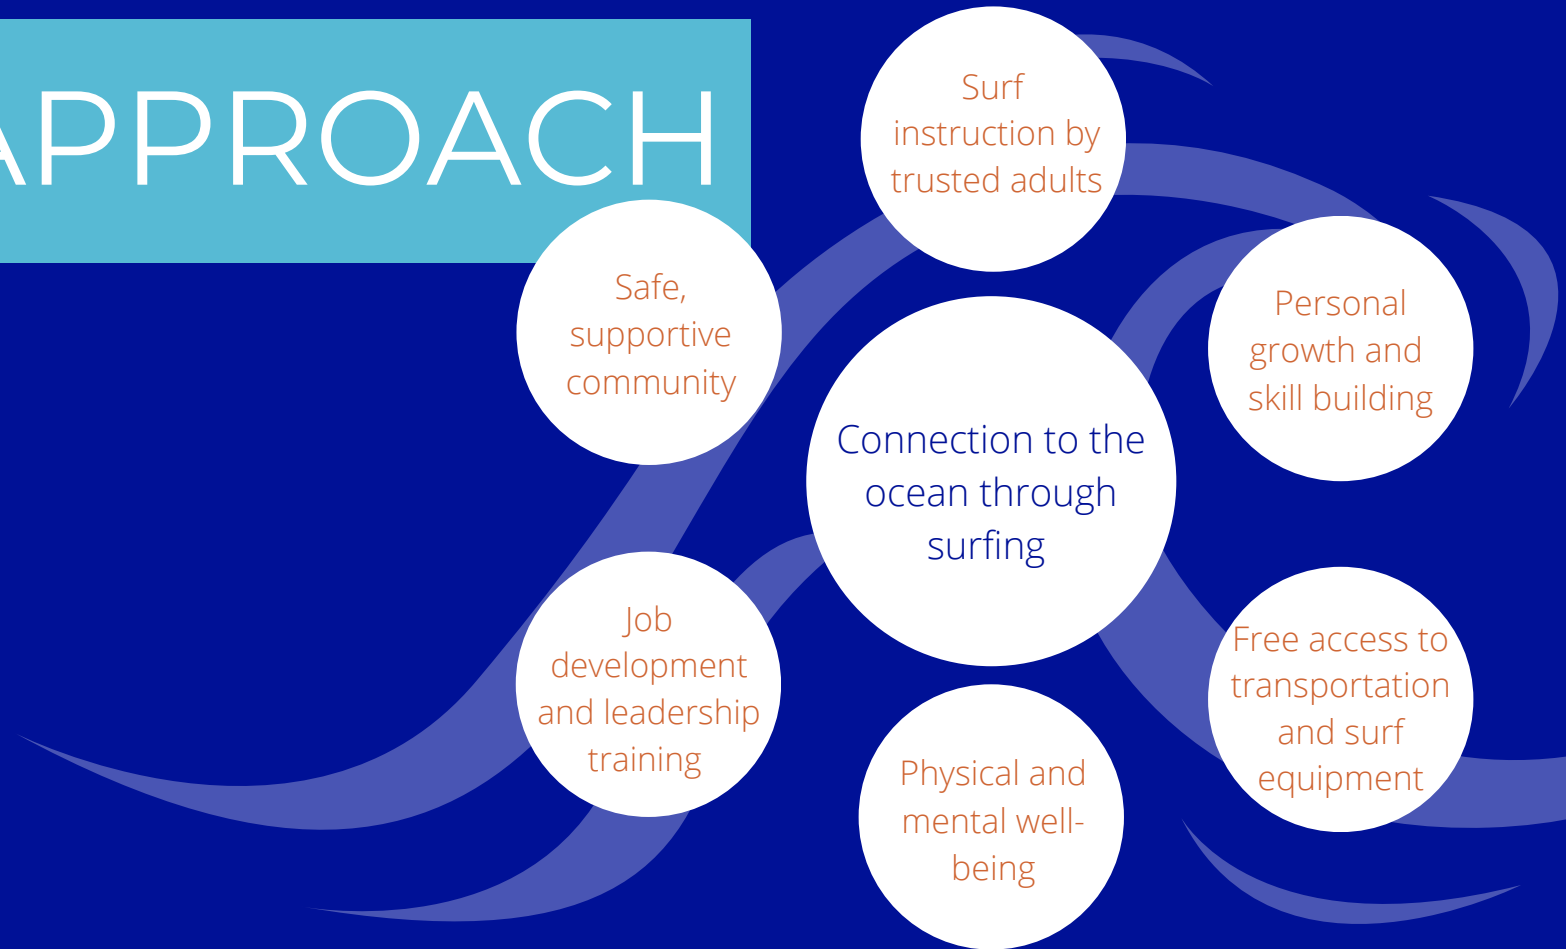 APPROACH
Surf
instruction by
trusted adults
Safe,
supportive
community
Personal
growth and
skill building
Connection to the
ocean through
surfing
Job
development
and leadership
training
Free access to
transportation
and surf
equipment
Physical and
mental well-
being